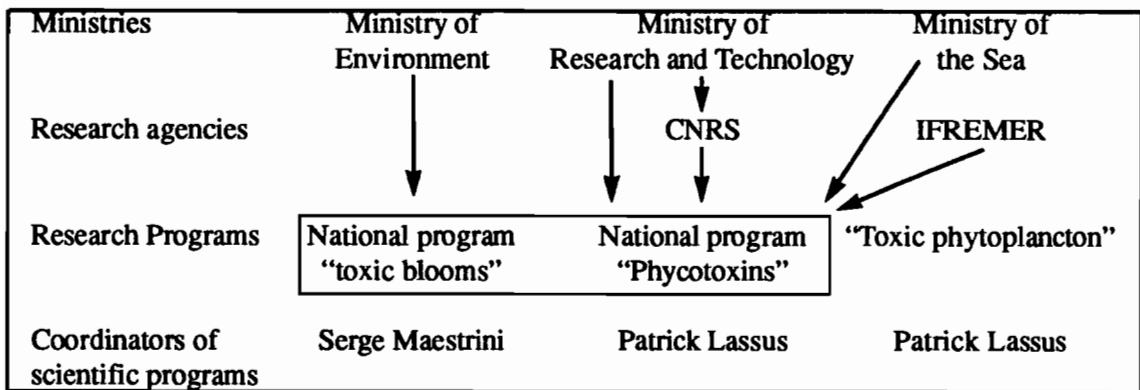 Ministries Ministry of Ministry of Ministry of
Environment Research and Technology the Sea
Research agencies CNRS IFREMER
Research Programs National program National program “Toxic phytoplancton”
“toxic blooms” “Phycotoxins”
Coordinators of Serge Maestrini Patrick Lassus Patrick Lassus
scientific programs